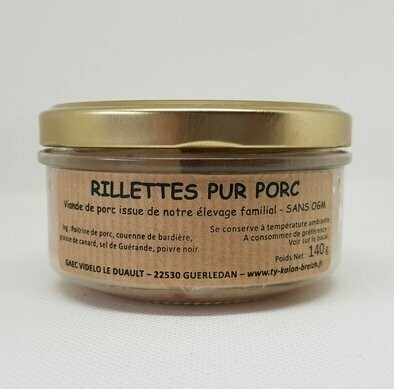 RILLETTES PUR PORC
Viande de porc issue de notre élevage familial - SANS OGM
Ing : Poitrine de porc, couenne de bardière,
graisse de canard, sel de Guérande, poivre noir.
Se conserve à température ambiante
A consommer de préférence
Voir sur le bocal
Poids Net : 140 g
GAEC VIDELO LE DUAULT – 22530 GUERLEDAN – www.ty-kalon-breizh.fr